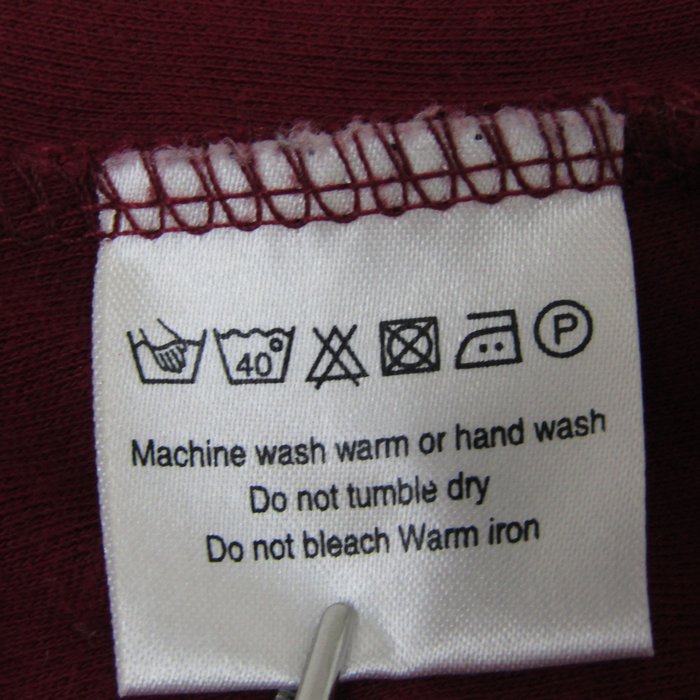 40° P
Machine wash warm or hand wash
Do not tumble dry
Do not bleach Warm iron